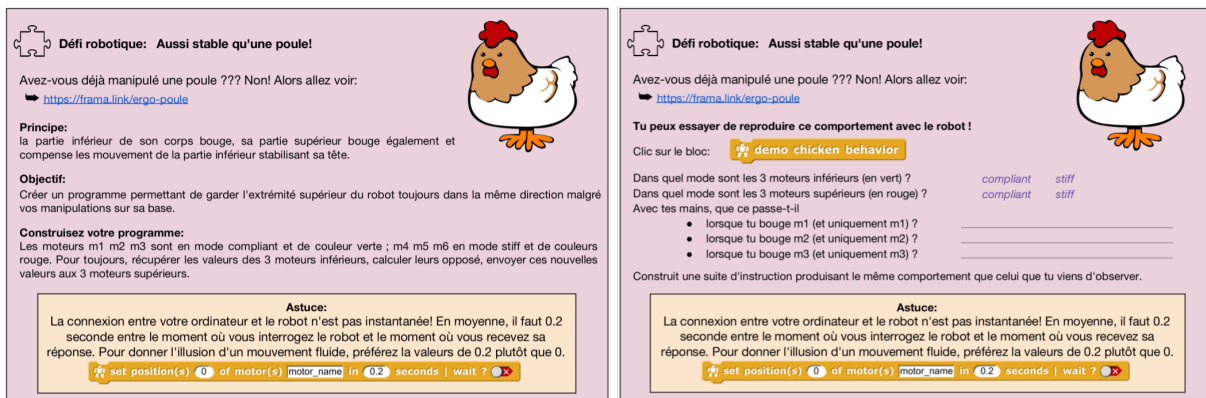 Défi robotique: Aussi stable qu'une poule!
Avez-vous déjà manipulé une poule ??? Non! Alors allez voir:
➥ https://frama.link/ergo-poule
Principe:
la partie inférieur de son corps bouge, sa partie supérieur bouge également et
compense les mouvement de la partie inférieur stabilisant sa tête.
Objectif:
Créer un programme permettant de garder l'extrémité supérieur du robot toujours dans la même direction malgré
vos manipulations sur sa base.
Construisez votre programme:
Les moteurs m1 m2 m3 sont en mode compliant et de couleur verte ; m4 m5 m6 en mode stiff et de couleurs
rouge. Pour toujours, récupérer les valeurs des 3 moteurs inférieurs, calculer leurs opposé, envoyer ces nouvelles
valeurs aux 3 moteurs supérieurs.
Astuce:
La connexion entre votre ordinateur et le robot n'est pas instantanée! En moyenne, il faut 0.2
seconde entre le moment où vous interrogez le robot et le moment où vous recevez sa
réponse. Pour donner l'illusion d'un mouvement fluide, préférez la valeurs de 0.2 plutôt que 0.
set position(s) 0 of motor(s) motor_name in 0.2 seconds | wait ?
Défi robotique: Aussi stable qu'une poule!
Avez-vous déjà manipulé une poule ??? Non! Alors allez voir:
➥ https://frama.link/ergo-poule
Tu peux essayer de reproduire ce comportement avec le robot !
Clic sur le bloc: demo chicken behavior
Dans quel mode sont les 3 moteurs inférieurs (en vert) ? compliant stiff
Dans quel mode sont les 3 moteurs supérieurs (en rouge) ? compliant stiff
Avec tes mains, que ce passe-t-il
● lorsque tu bouge m1 (et uniquement m1) ?
● lorsque tu bouge m2 (et uniquement m2) ?
● lorsque tu bouge m3 (et uniquement m3) ?
Construit une suite d'instruction produisant le même comportement que celui que tu viens d'observer.
Astuce:
La connexion entre votre ordinateur et le robot n'est pas instantanée! En moyenne, il faut 0.2
seconde entre le moment où vous interrogez le robot et le moment où vous recevez sa
réponse. Pour donner l'illusion d'un mouvement fluide, préférez la valeurs de 0.2 plutôt que 0.
set position(s) 0 of motor(s) motor_name in 0.2 seconds | wait ?